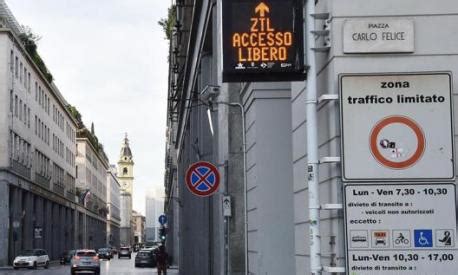 ZTL
ACCESSO
LIBERO
PIAZZA
CARLO FELICE
zona
traffico limitato
Lun - Ven 7,30 - 10,30
divieto di transito a :
- veicoli non autorizzati
eccetto :
Lun - Ven 10,30 - 17,00
divieto di transito a :